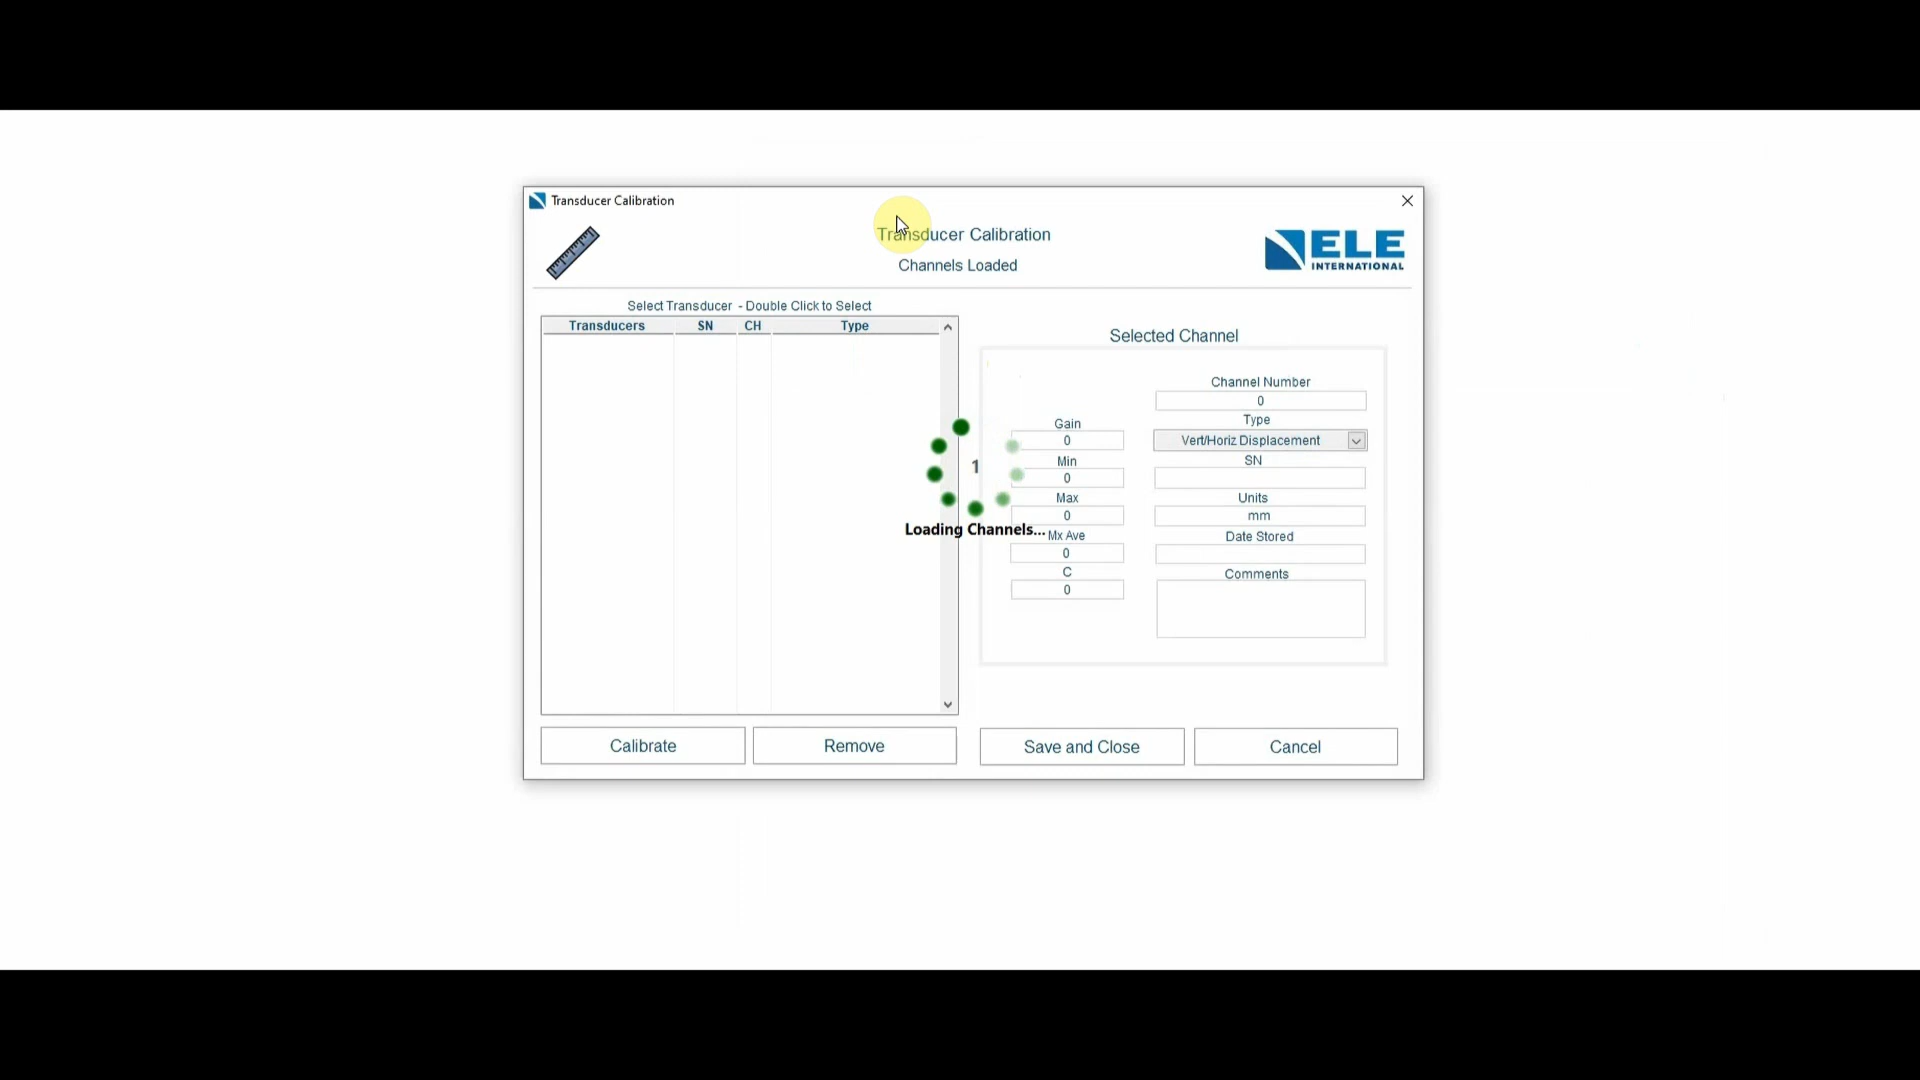 Transducer Calibration
Transducer Calibration
Channels Loaded
ELE
INTERNATIONAL
Select Transducer - Double Click to Select
Transducers SN CH Type
Selected Channel
Channel Number
0
Gain
0
Type
Vert/Horiz Displacement
Min
0
SN
Max
0
Units
mm
Mx Ave
0
Date Stored
C
0
Comments
1
Loading Channels...
Calibrate
Remove
Save and Close
Cancel